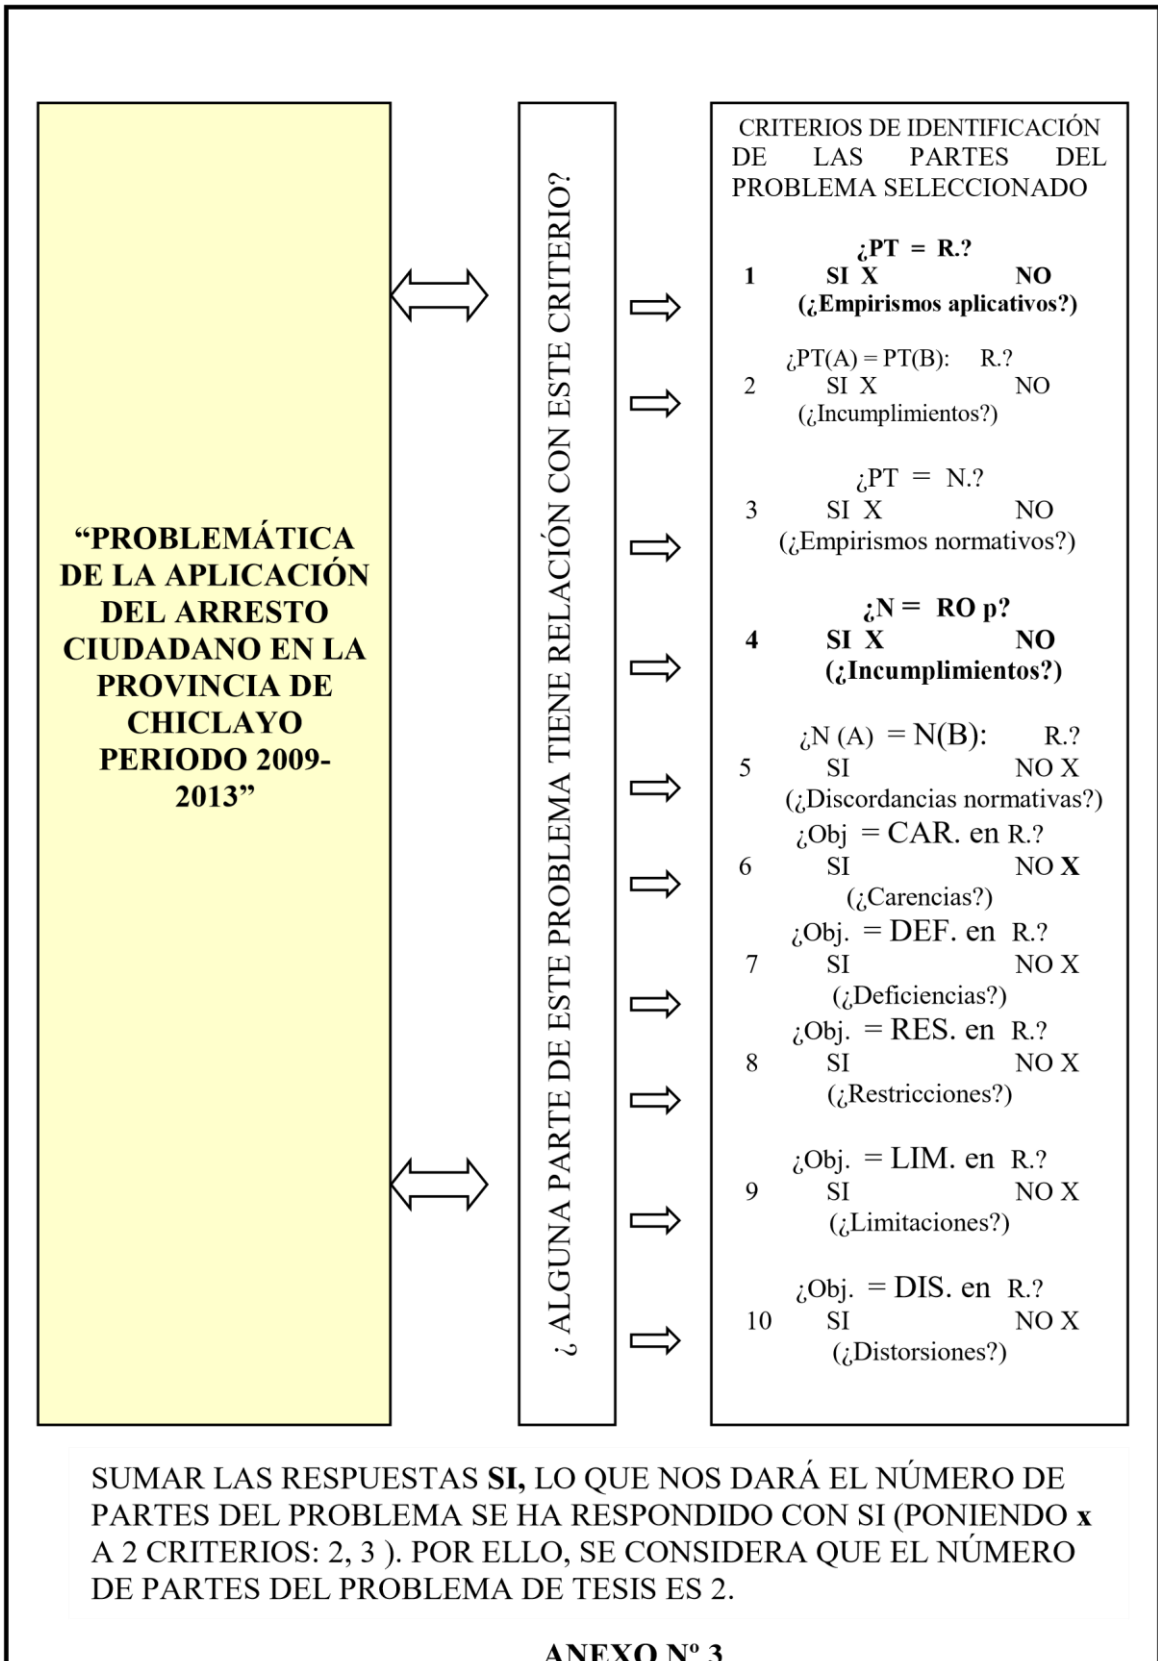 “PROBLEMÁTICA
DE LA APLICACIÓN
DEL ARRESTO
CIUDADANO EN LA
PROVINCIA DE
CHICLAYO
PERIODO 2009-
2013”
¿ ALGUNA PARTE DE ESTE PROBLEMA TIENE RELACIÓN CON ESTE CRITERIO?
CRITERIOS DE IDENTIFICACIÓN
DE LAS PARTES DEL
PROBLEMA SELECCIONADO
¿PT = R.?
1 SI X NO
(¿Empirismos aplicativos?)
¿PT(A) = PT(B): R.?
2 SI X NO
(¿Incumplimientos?)
¿PT = N.?
3 SI X NO
(¿Empirismos normativos?)
¿N = RO p?
4 SI X NO
(¿Incumplimientos?)
¿N (A) = N(B): R.?
5 SI NO X
(¿Discordancias normativas?)
¿Obj = CAR. en R.?
6 SI NO X
(¿Carencias?)
¿Obj. = DEF. en R.?
7 SI NO X
(¿Deficiencias?)
¿Obj. = RES. en R.?
8 SI NO X
(¿Restricciones?)
¿Obj. = LIM. en R.?
9 SI NO X
(¿Limitaciones?)
¿Obj. = DIS. en R.?
10 SI NO X
(¿Distorsiones?)
SUMAR LAS RESPUESTAS SI, LO QUE NOS DARÁ EL NÚMERO DE
PARTES DEL PROBLEMA SE HA RESPONDIDO CON SI (PONIENDO x
A 2 CRITERIOS: 2, 3 ). POR ELLO, SE CONSIDERA QUE EL NÚMERO
DE PARTES DEL PROBLEMA DE TESIS ES 2.
ANEXO Nº 3